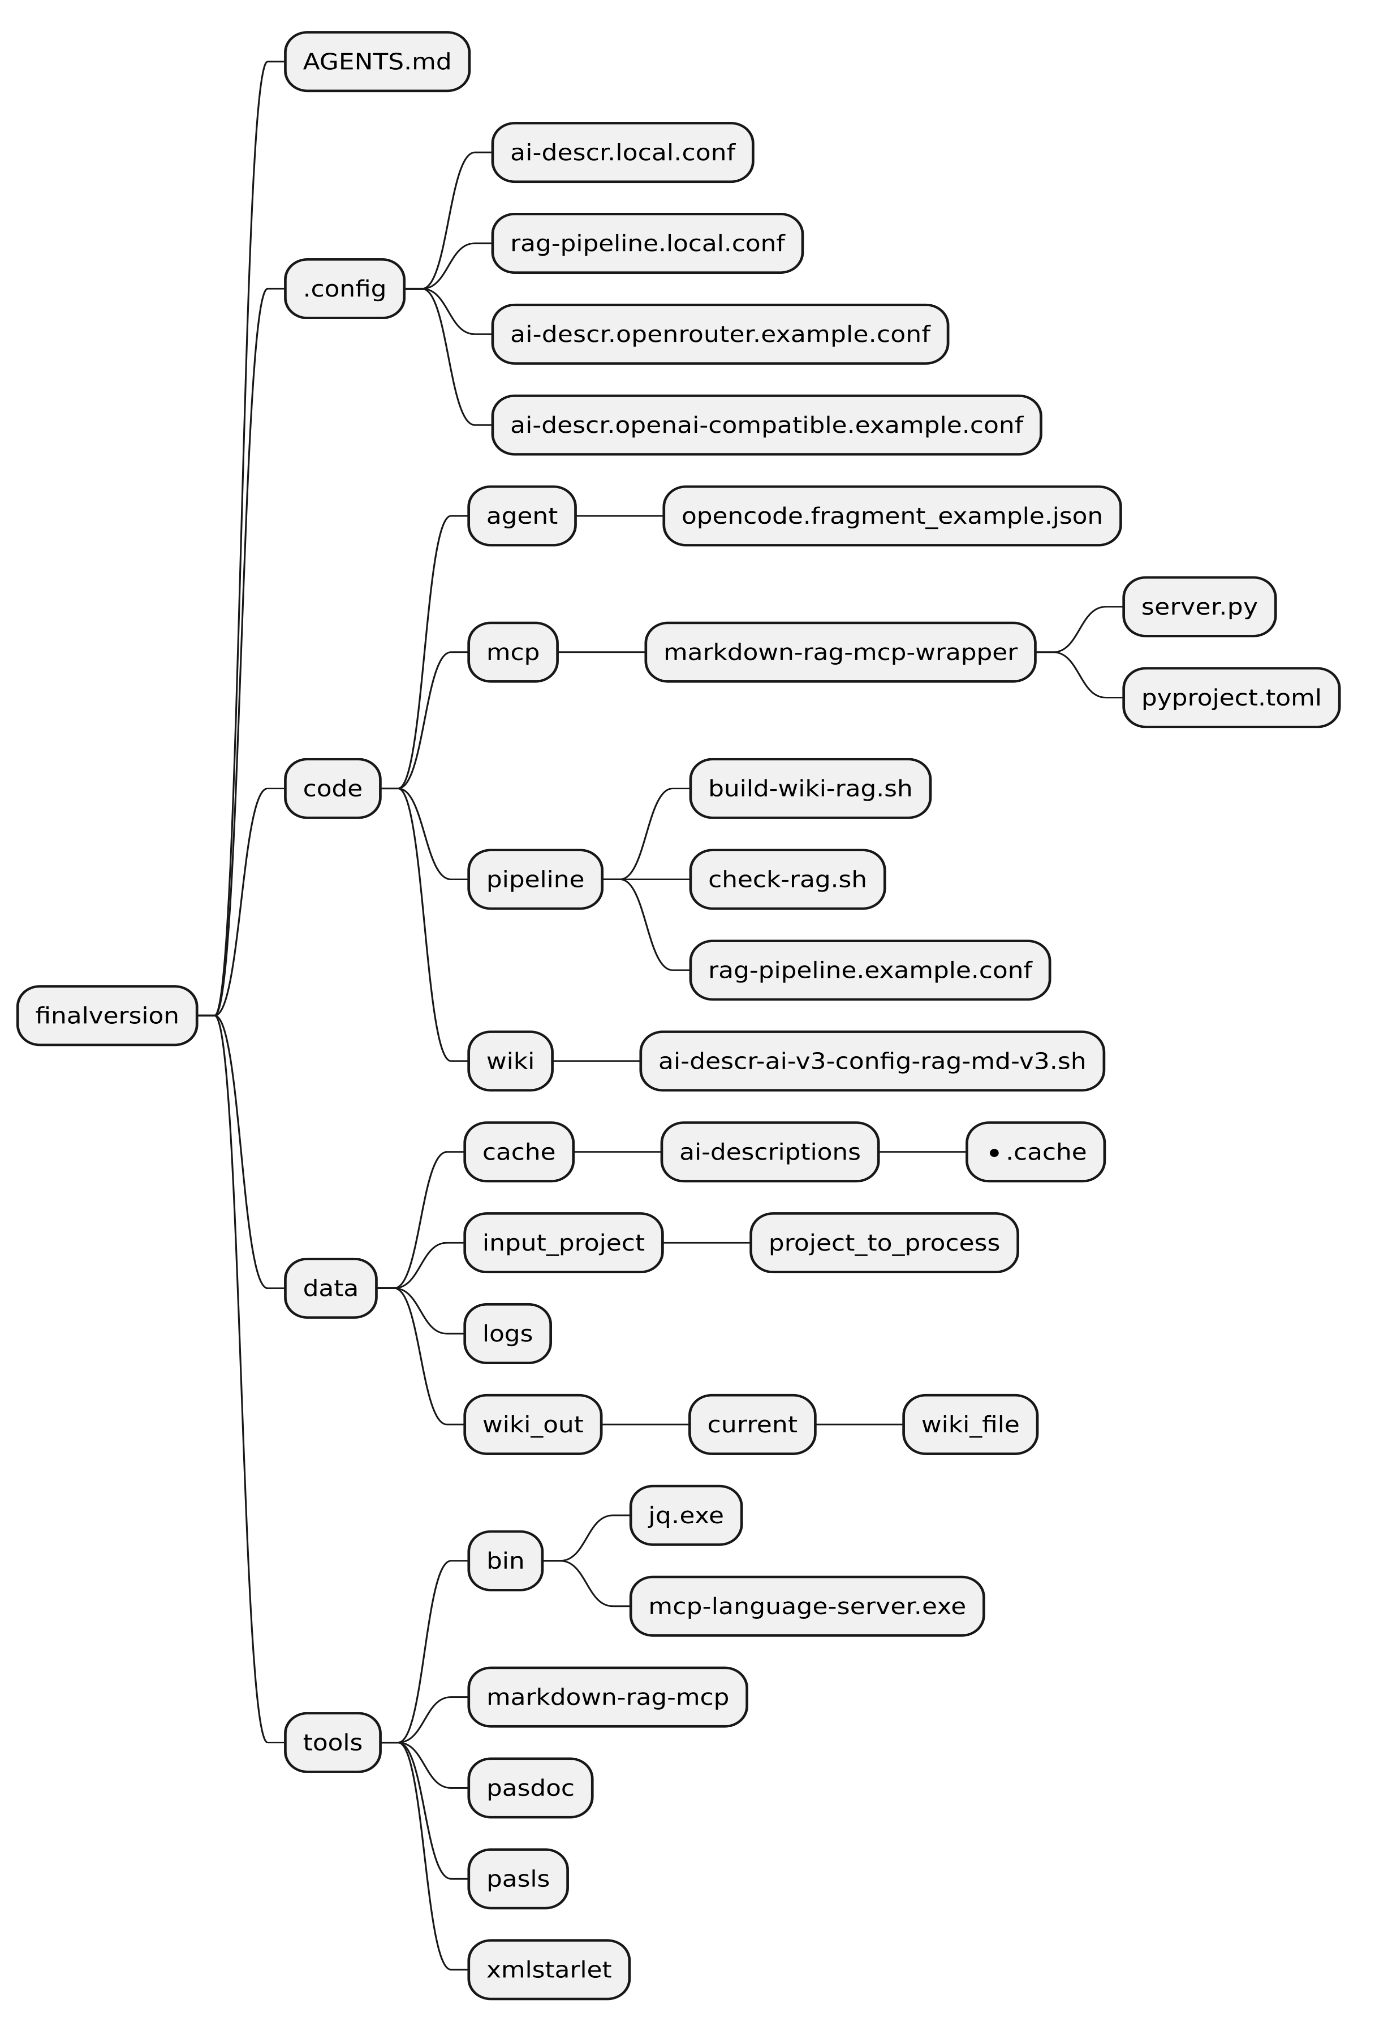 AGENTS.md
ai-descr.local.conf
rag-pipeline.local.conf
.config
ai-descr.openrouter.example.conf
ai-descr.openai-compatible.example.conf
agent
opencode.fragment_example.json
server.py
mcp
markdown-rag-mcp-wrapper
pyproject.toml
code
build-wiki-rag.sh
pipeline
check-rag.sh
rag-pipeline.example.conf
finalversion
wiki
ai-descr-ai-v3-config-rag-md-v3.sh
cache
ai-descriptions
• .cache
input_project
project_to_process
data
logs
wiki_out
current
wiki_file
jq.exe
bin
mcp-language-server.exe
markdown-rag-mcp
tools
pasdoc
pasls
xmlstarlet